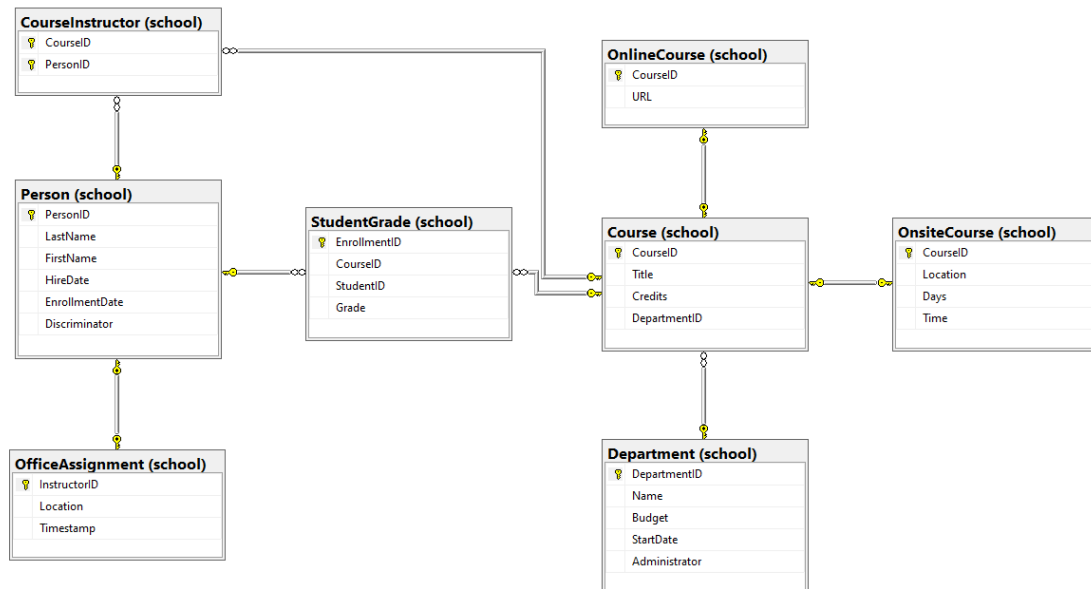 CourseInstructor (school)
CourseID
PersonID
OnlineCourse (school)
CourseID
URL
Person (school)
PersonID
LastName
FirstName
HireDate
EnrollmentDate
Discriminator
StudentGrade (school)
EnrollmentID
CourseID
StudentID
Grade
Course (school)
CourseID
Title
Credits
DepartmentID
OnsiteCourse (school)
CourseID
Location
Days
Time
OfficeAssignment (school)
InstructorID
Location
Timestamp
Department (school)
DepartmentID
Name
Budget
StartDate
Administrator